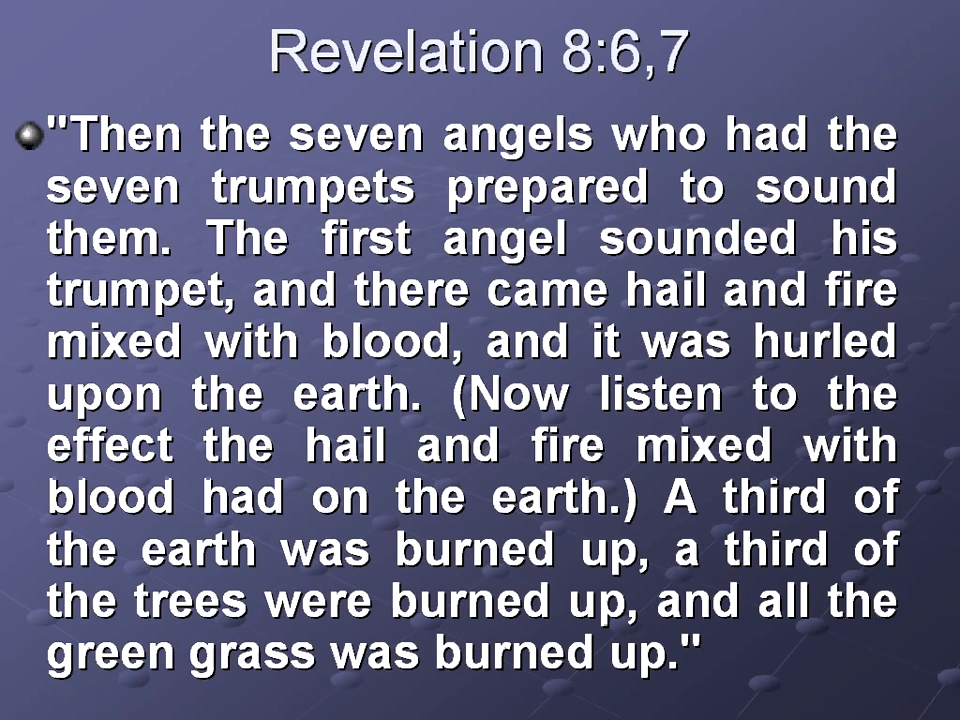 Revelation 8:6,7
"Then the seven angels who had the
seven trumpets prepared to sound
them. The first angel sounded his
trumpet, and there came hail and fire
mixed with blood, and it was hurled
upon the earth. (Now listen to the
effect the hail and fire mixed with
blood had on the earth.) A third of
the earth was burned up, a third of
the trees were burned up, and all the
green grass was burned up."